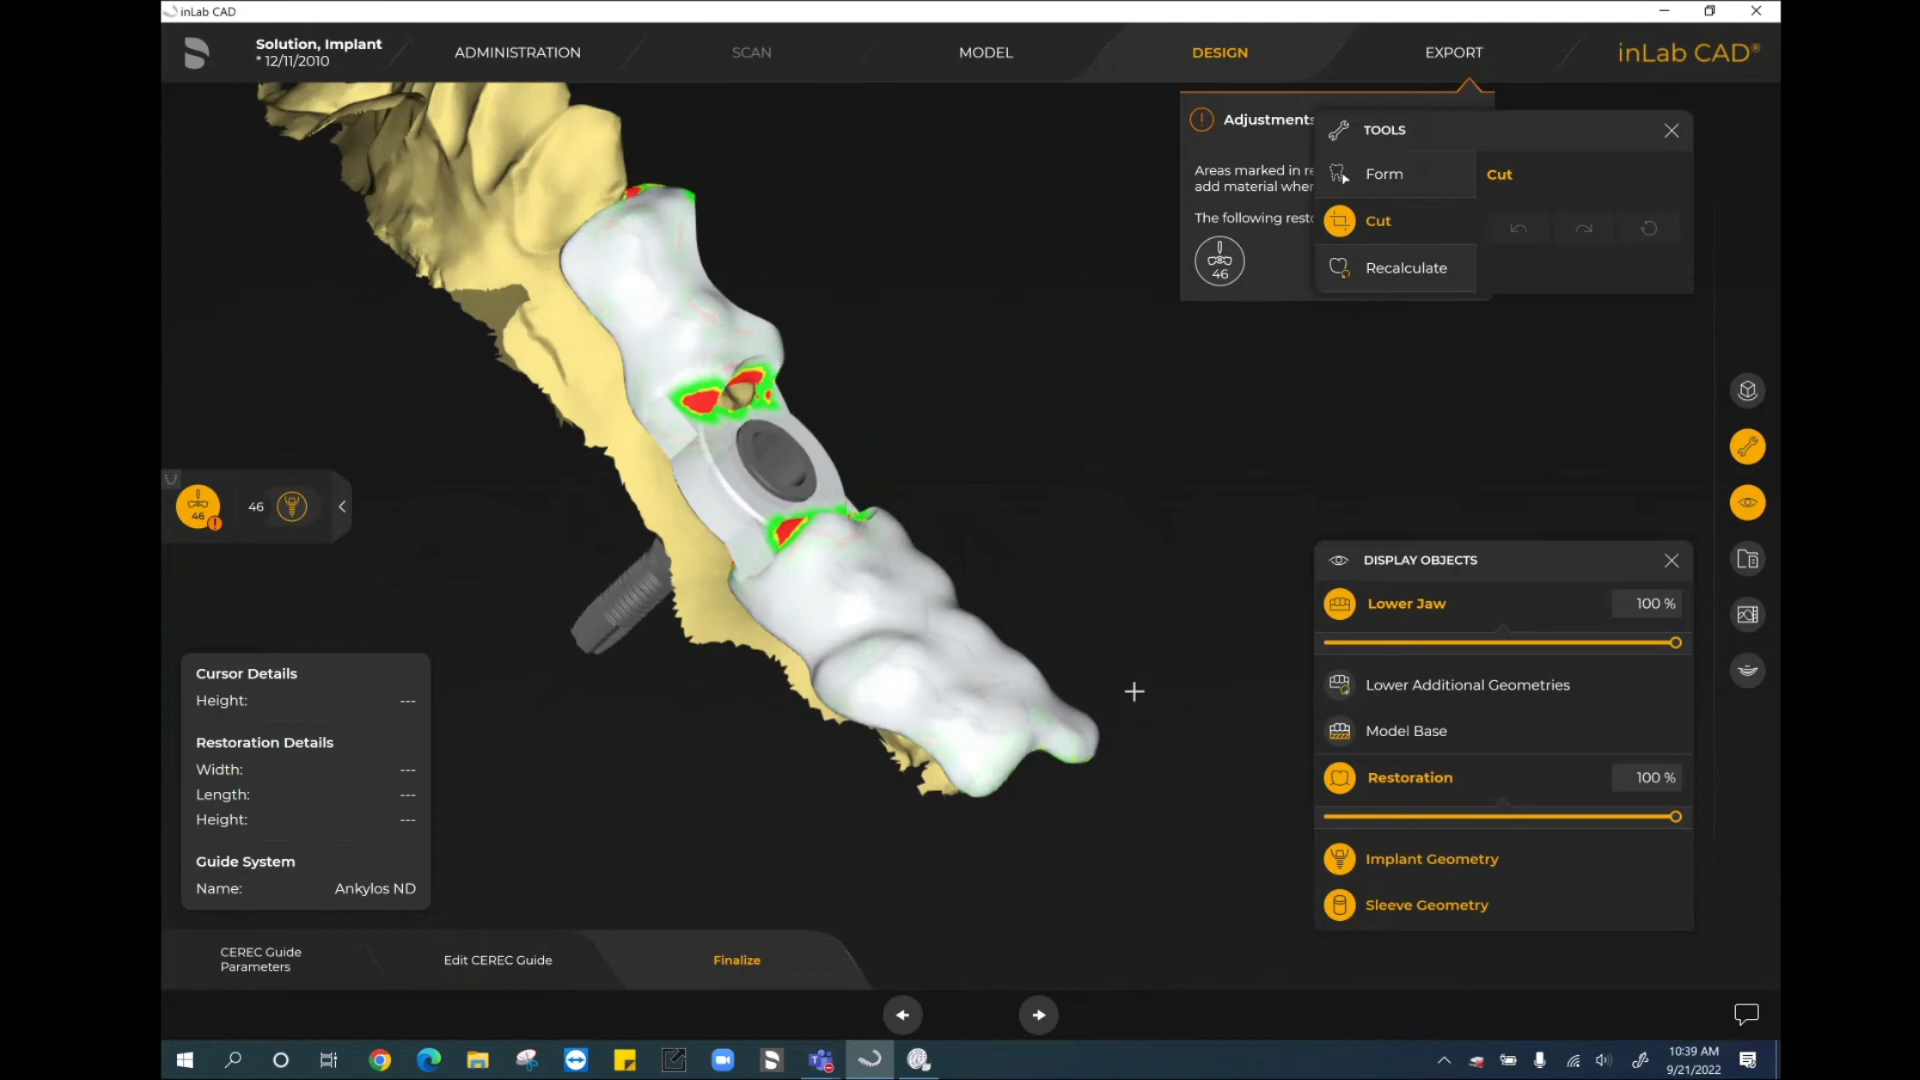 inLab CAD
Solution, Implant
* 12/11/2010
ADMINISTRATION
SCAN
MODEL
DESIGN
EXPORT
inLab CAD®
Adjustments
Areas marked in re
add material wher
The following resto
46
TOOLS
Form
Cut
Cut
Recalculate
46
46
Cursor Details
Height: ---
Restoration Details
Width: ---
Length: ---
Height: ---
Guide System
Name: Ankylos ND
DISPLAY OBJECTS
Lower Jaw 100 %
Lower Additional Geometries
Model Base
Restoration 100 %
Implant Geometry
Sleeve Geometry
CEREC Guide
Parameters
Edit CEREC Guide
Finalize
10:39 AM
9/21/2022